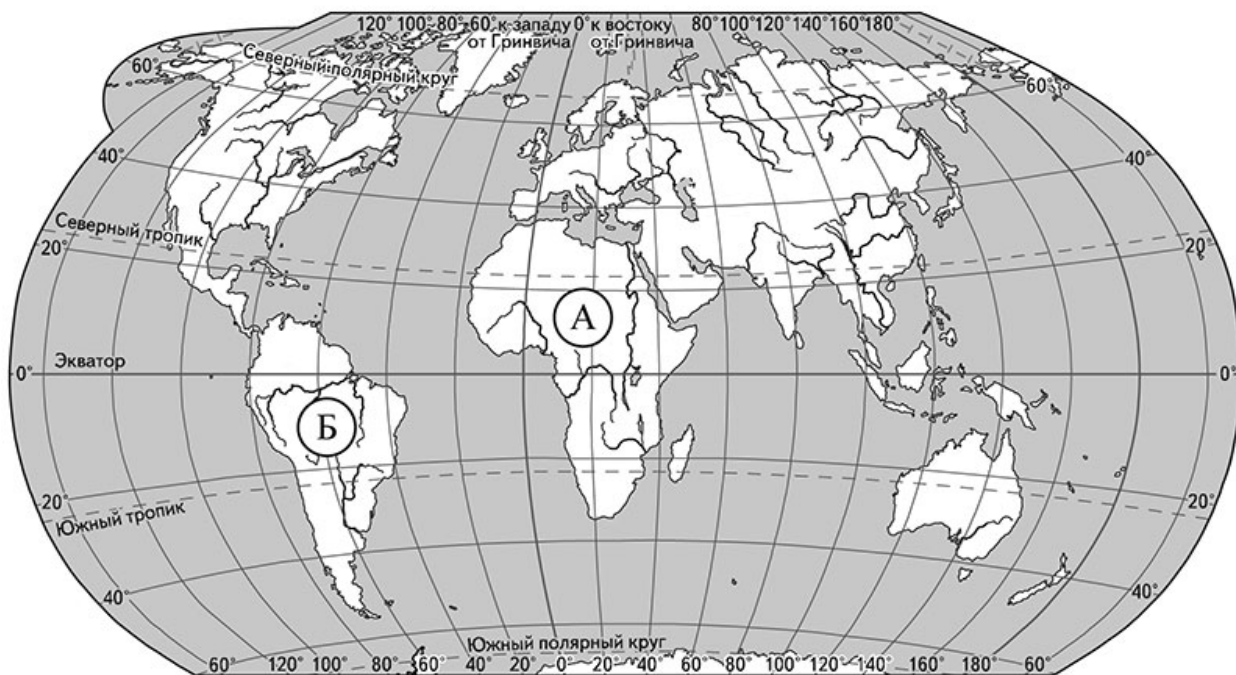 120° 100° 80° 60° к западу 0° к востоку 80° 100° 120° 140° 160° 180°
от Гринвича от Гринвича
60° Северный полярный круг 60°
40° 40°
Северный тропик
20° 20°
А
Экватор
0° 0°
Б
20° 20°
Южный тропик
40° 40°
Южный полярный круг
60° 120° 100° 80° 60° 40 20° 0° 20° 40° 60° 80° 100° 120° 140° 160° 180° 60°